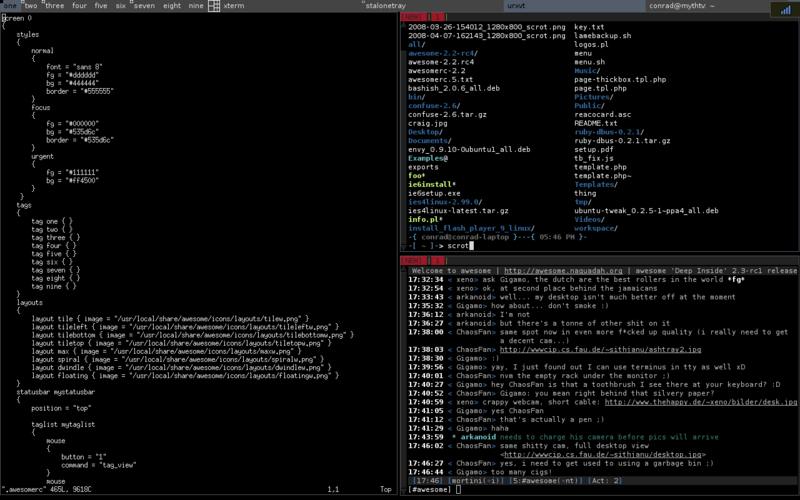 one two three four five six seven eight nine xterm stalonetray urxvt conrad@mythtv
screen 0
{
styles
{
normal
{
font = "sans 8"
fg = "#dddddd"
bg = "#444444"
border = "#555555"
}
focus
{
fg = "#000000"
bg = "#535d6c"
border = "#535d6c"
}
urgent
{
fg = "#111111"
bg = "#ff4500"
}
}
tags
{
tag one { }
tag two { }
tag three { }
tag four { }
tag five { }
tag six { }
tag seven { }
tag eight { }
tag nine { }
}
layouts
{
layout tile { image = "/usr/local/share/awesome/icons/layouts/tilew.png" }
layout tileleft { image = "/usr/local/share/awesome/icons/layouts/tileleftw.png" }
layout tilebottom { image = "/usr/local/share/awesome/icons/layouts/tilebottomw.png" }
layout tiletop { image = "/usr/local/share/awesome/icons/layouts/tiletopw.png" }
layout max { image = "/usr/local/share/awesome/icons/layouts/maxw.png" }
layout spiral { image = "/usr/local/share/awesome/icons/layouts/spiralw.png" }
layout dwindle { image = "/usr/local/share/awesome/icons/layouts/dwindlew.png" }
layout floating { image = "/usr/local/share/awesome/icons/layouts/floatingw.png" }
}
statusbar mystatusbar
{
position = "top"
taglist mytaglist
{
mouse
{
button = "1"
command = "tag_view"
}
mouse
".awesomerc" 465L, 9618C 1,1 Top
[NEW] [ 1 ]
2008-03-26-154012_1280x800_scrot.png key.txt
2008-04-07-162143_1280x800_scrot.png lamebackup.sh
all/ logos.pl
awesome-2.2-rc4/ menu
awesome-2.2.rc4 menu.sh
awesomerc-2.2 Music/
awesomerc.5.txt page-thickbox.tpl.php
bashish_2.0.6_all.deb page.tpl.php
bin/ Pictures/
confuse-2.6/ Public/
confuse-2.6.tar.gz reacocard.asc
craig.jpg README.txt
Desktop/ ruby-dbus-0.2.1/
Documents/ ruby-dbus-0.2.1.tar.gz
envy_0.9.10-0ubuntu1_all.deb setup.pdf
Examples@ tb_fix.js
exports template.php
foo* template.php~
ie6install* Templates/
ie6setup.exe thing
ies4linux-2.99.0/ tmp/
ies4linux-latest.tar.gz ubuntu-tweak_0.2.5-1~ppa4_all.deb
info.pl* Videos/
install_flash_player_9_linux/ workspace/
-{ conrad@conrad-laptop }---{ 05:46 PM }-
-[ ~ ]-> scrot
[NEW] [ 1 ]
Welcome to awesome | http://awesome.naquadah.org | awesome 'Deep Inside' 2.3-rc1 release
17:32:34 < xeno> ask Gigamo, the dutch are the best rollers in the world *fg*
17:32:54 < xeno> ok, at second place behind the jamaicans
17:33:43 < arkanoid> well... my desktop isn't much better off at the moment
17:35:32 < Gigamo> how about... don't smoke :)
17:36:12 < arkanoid> I'm not
17:36:27 < arkanoid> but there's a tonne of other shit on it
17:38:00 < ChaosFan> same spot now in even more f*cked up quality (i really need to get
a decent cam...)
17:38:03 < ChaosFan> http://wwwcip.cs.fau.de/~sithianu/ashtray2.jpg
17:38:30 < Gigamo> :)
17:39:56 < Gigamo> yay, I just found out I can use terminus in tty as well xD
17:40:01 < ChaosFan> nvm the empty rack under the monitor ;)
17:40:27 < Gigamo> hey ChaosFan is that a toothbrush I see there at your keyboard? :D
17:40:52 < ChaosFan> Gigamo: you mean right behind that silvery paper?
17:40:59 < xeno> crappy webcam, short cable: http://www.thehappy.de/~xeno/bilder/desk.jpg
17:41:05 < Gigamo> yes ChaosFan
17:41:12 < ChaosFan> that's actually a pen ;)
17:41:29 < Gigamo> haha
17:43:59 * arkanoid needs to charge his camera before pics will arrive
17:46:02 < ChaosFan> same shitty cam, full desktop view
<http://wwwcip.cs.fau.de/~sithianu/desktop.jpg>
17:46:27 < ChaosFan> yes, i need to get used to using a garbage bin ;)
17:46:44 < Gigamo> too many cigs!
[17:46] [mortini(-i)] [5:#awesome(-nt)] [Act: 2]
[#awesome]